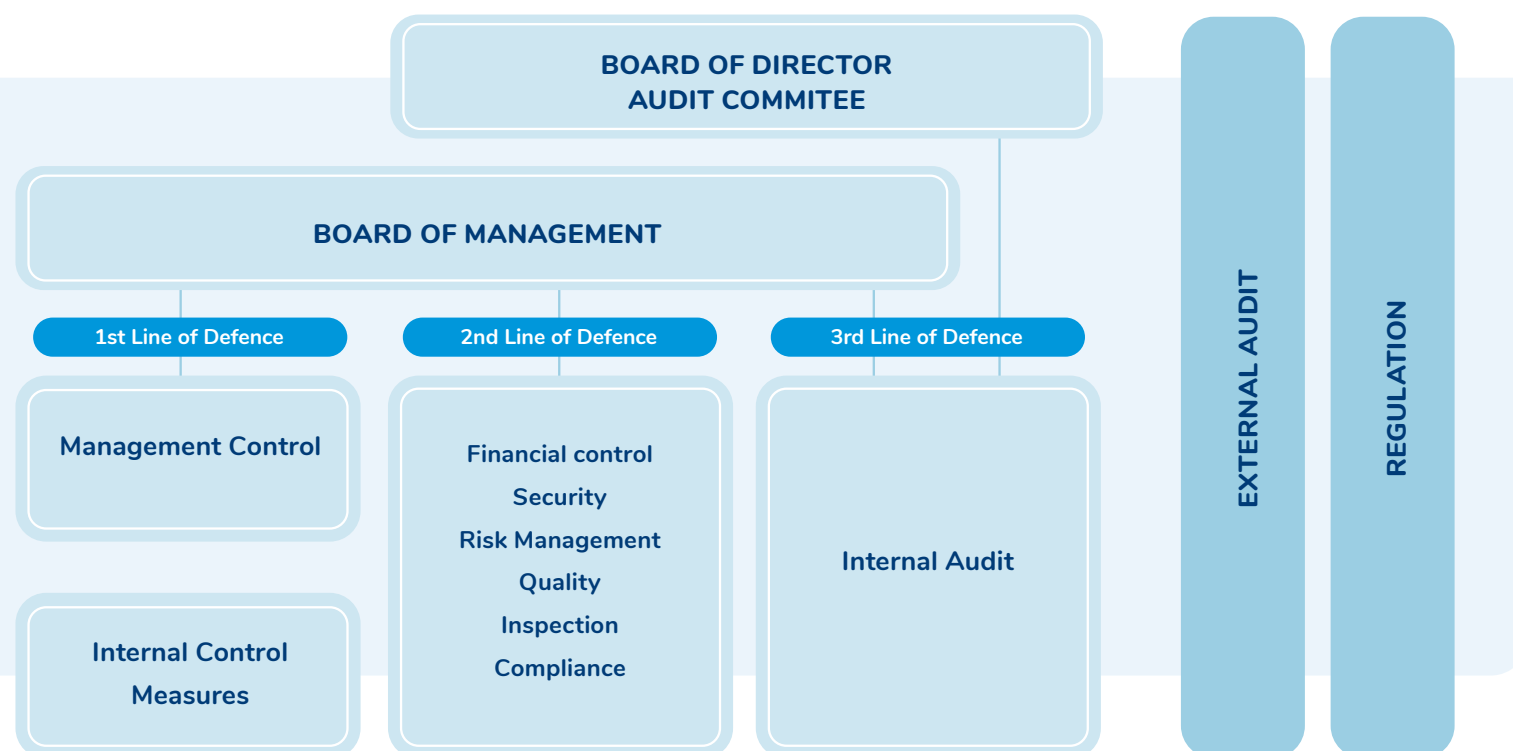 BOARD OF DIRECTOR
AUDIT COMMITEE
BOARD OF MANAGEMENT
1st Line of Defence
2nd Line of Defence
3rd Line of Defence
Management Control
Internal Control
Measures
Financial control
Security
Risk Management
Quality
Inspection
Compliance
Internal Audit
EXTERNAL AUDIT
REGULATION